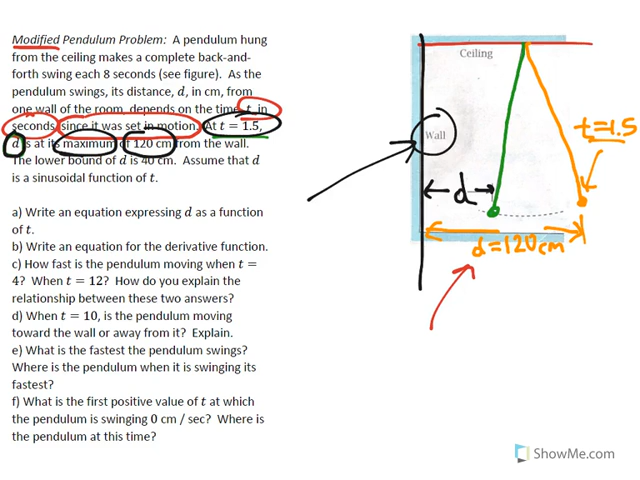 Modified Pendulum Problem: A pendulum hung
from the ceiling makes a complete back-and-
forth swing each 8 seconds (see figure). As the
pendulum swings, its distance, d, in cm, from
one wall of the room, depends on the time, t, in
seconds since it was set in motion. At t = 1.5,
d is at its maximum of 120 cm from the wall.
The lower bound of d is 40 cm. Assume that d
is a sinusoidal function of t.
a) Write an equation expressing d as a function
of t.
b) Write an equation for the derivative function.
c) How fast is the pendulum moving when t =
4? When t = 12? How do you explain the
relationship between these two answers?
d) When t = 10, is the pendulum moving
toward the wall or away from it? Explain.
e) What is the fastest the pendulum swings?
Where is the pendulum when it is swinging its
fastest?
f) What is the first positive value of t at which
the pendulum is swinging 0 cm / sec? Where is
the pendulum at this time?
Ceiling
t=1.5
Wall
d
d=120cm
ShowMe.com